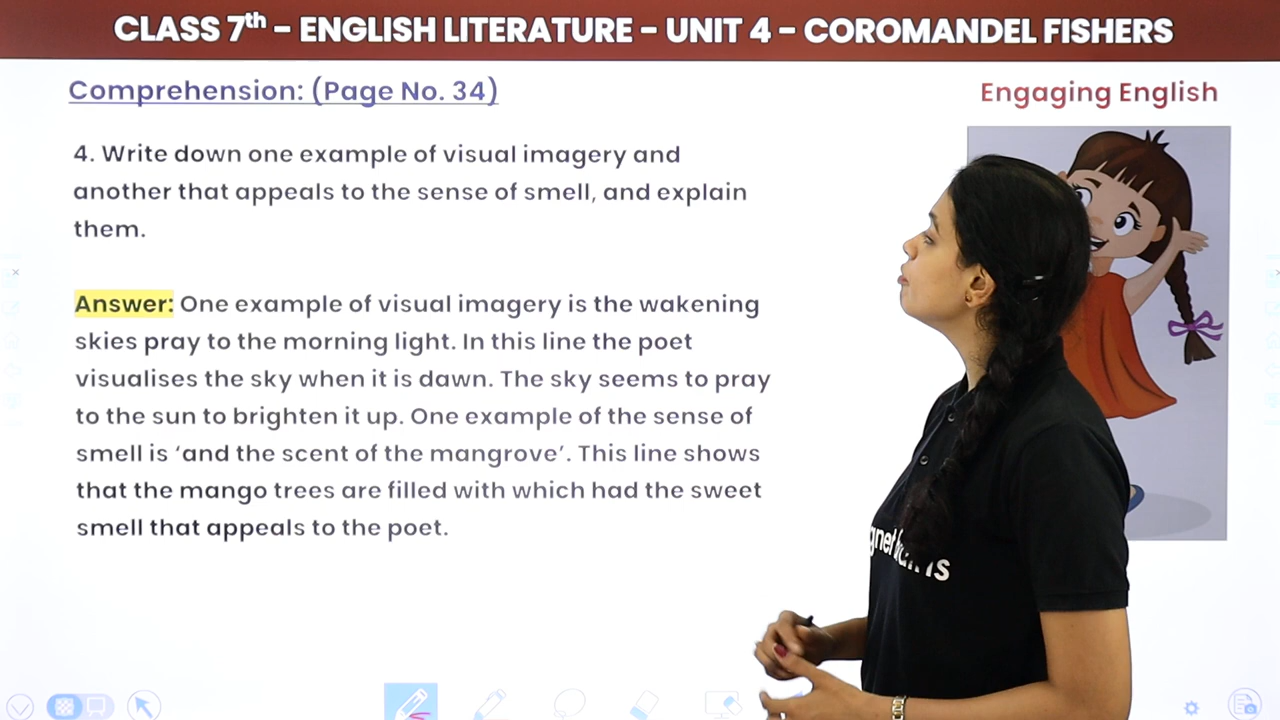 CLASS 7th – ENGLISH LITERATURE – UNIT 4 – COROMANDEL FISHERS
Comprehension: (Page No. 34)
Engaging English
4. Write down one example of visual imagery and
another that appeals to the sense of smell, and explain
them.
Answer: One example of visual imagery is the wakening
skies pray to the morning light. In this line the poet
visualises the sky when it is dawn. The sky seems to pray
to the sun to brighten it up. One example of the sense of
smell is ‘and the scent of the mangrove’. This line shows
that the mango trees are filled with which had the sweet
smell that appeals to the poet.